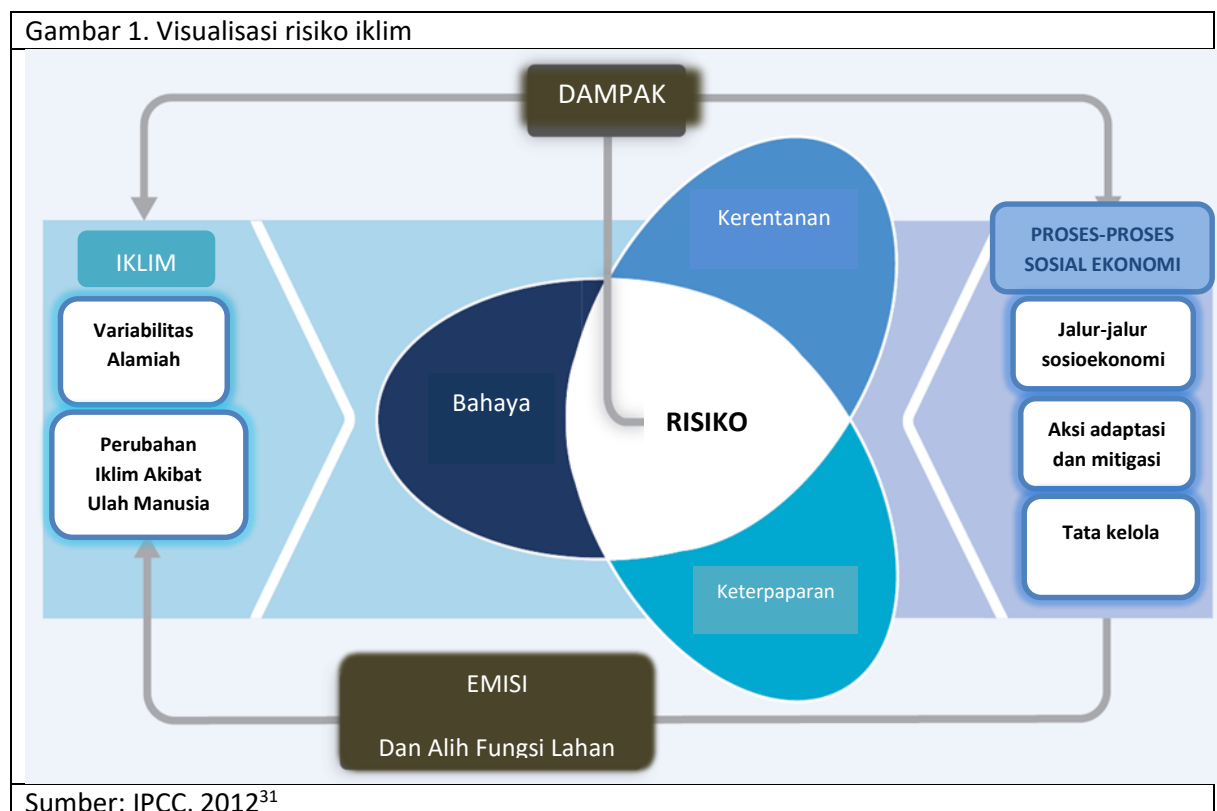 Gambar 1. Visualisasi risiko iklim
DAMPAK
Kerentanan
IKLIM
Variabilitas
Alamiah
Perubahan
Iklim Akibat
Ulah Manusia
Bahaya
RISIKO
Keterpaparan
PROSES-PROSES
SOSIAL EKONOMI
Jalur-jalur
sosioekonomi
Aksi adaptasi
dan mitigasi
Tata kelola
EMISI
Dan Alih Fungsi Lahan
Sumber: IPCC, 2012³¹